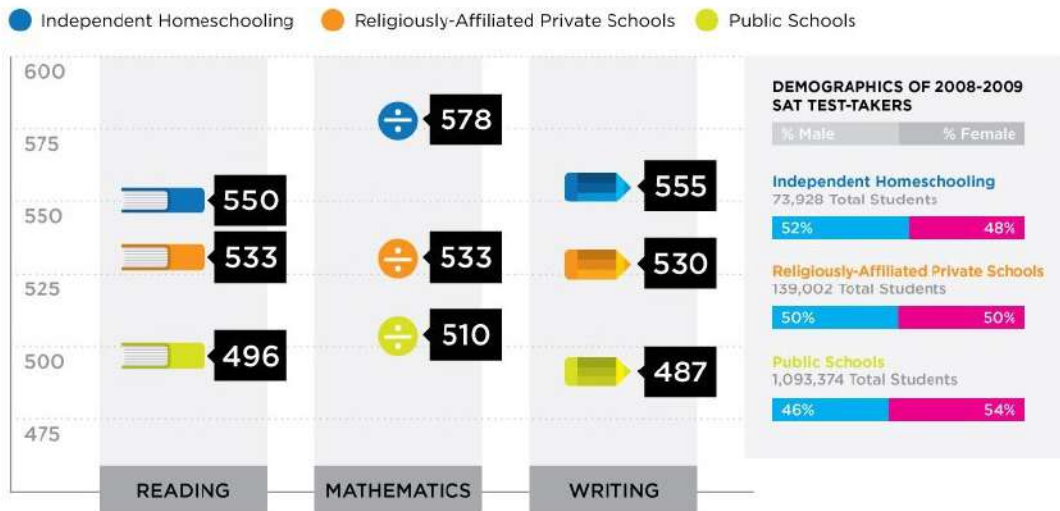 Independent Homeschooling Religiously-Affiliated Private Schools Public Schools
600
575
550
525
500
475
550
533
496
÷ 578
÷ 533
÷ 510
555
530
487
READING MATHEMATICS WRITING
DEMOGRAPHICS OF 2008-2009
SAT TEST-TAKERS
% Male % Female
Independent Homeschooling
73,928 Total Students
52% 48%
Religiously-Affiliated Private Schools
139,002 Total Students
50% 50%
Public Schools
1,093,374 Total Students
46% 54%